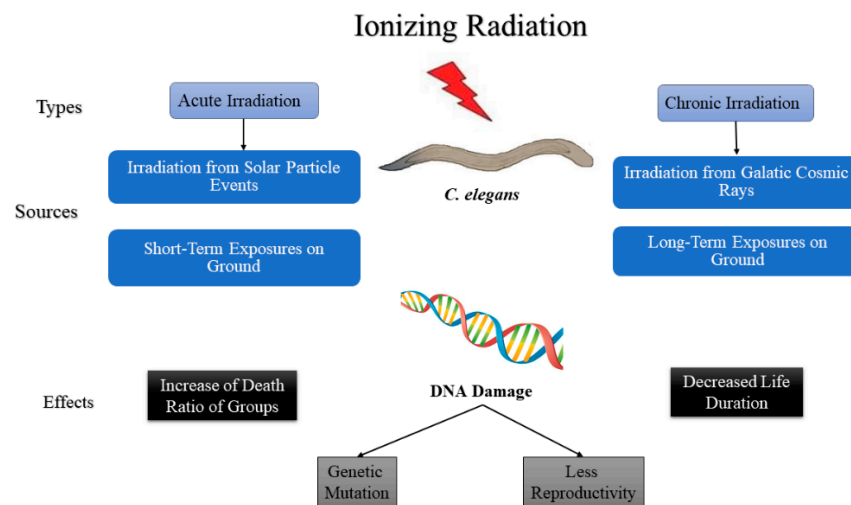 Ionizing Radiation
Types
Acute Irradiation
Chronic Irradiation
Irradiation from Solar Particle
Events
C. elegans
Irradiation from Galatic Cosmic
Rays
Sources
Short-Term Exposures on
Ground
Long-Term Exposures on
Ground
Effects
Increase of Death
Ratio of Groups
DNA Damage
Decreased Life
Duration
Genetic
Mutation
Less
Reproductivity